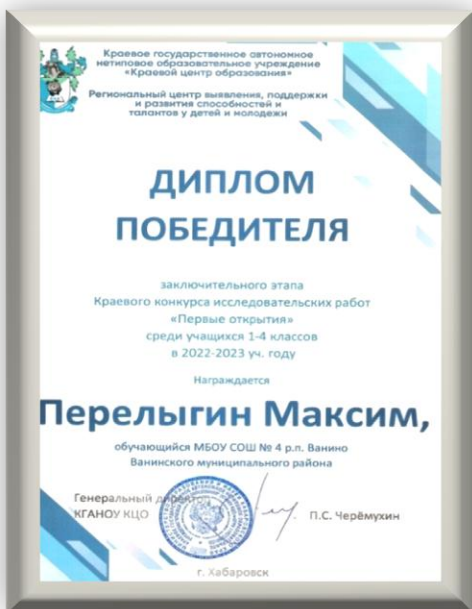 Краевое государственное автономное
нетиповое образовательное учреждение
«Краевой центр образования»
Региональный центр выявления, поддержки
и развития способностей и
талантов у детей и молодежи
ДИПЛОМ
ПОБЕДИТЕЛЯ
заключительного этапа
Краевого конкурса исследовательских работ
«Первые открытия»
среди учащихся 1-4 классов
в 2022-2023 уч. году
Награждается
Перелыгин Максим,
обучающийся МБОУ СОШ № 4 р.п. Ванино
Ванинского муниципального района
Генеральный директор
КГАНОУ КЦО
П.С. Черёмухин
г. Хабаровск